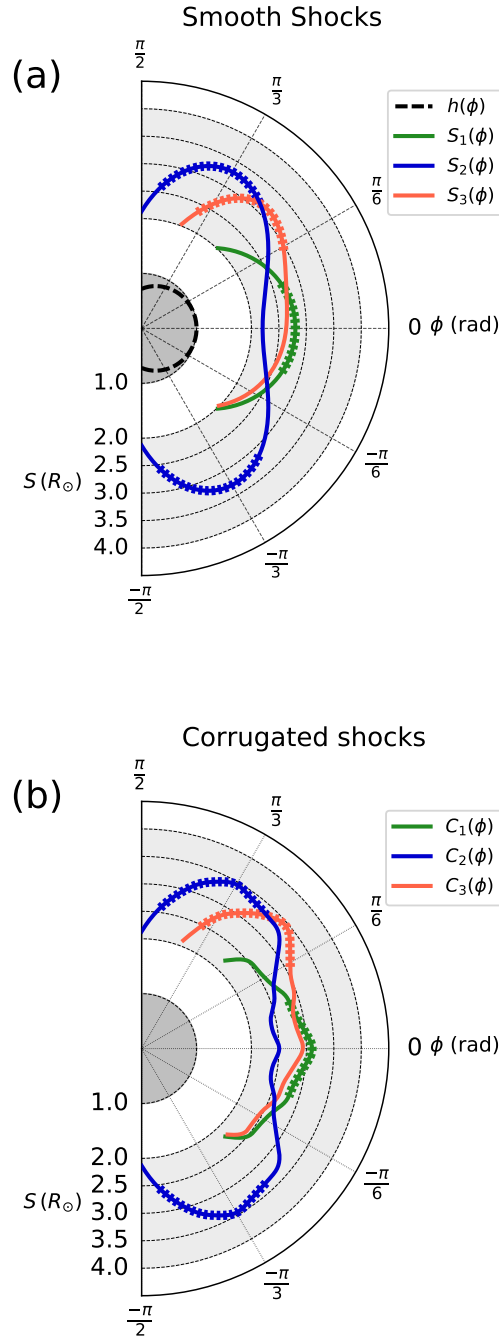 Smooth Shocks
(a)
π/2
π/3
π/6
0 ϕ (rad)
−π/6
−π/3
−π/2
h(ϕ)
S₁(ϕ)
S₂(ϕ)
S₃(ϕ)
1.0
2.0
S (R⊙)
2.5
3.0
3.5
4.0
Corrugated shocks
(b)
π/2
π/3
π/6
0 ϕ (rad)
−π/6
−π/3
−π/2
C₁(ϕ)
C₂(ϕ)
C₃(ϕ)
1.0
2.0
S (R⊙)
2.5
3.0
3.5
4.0